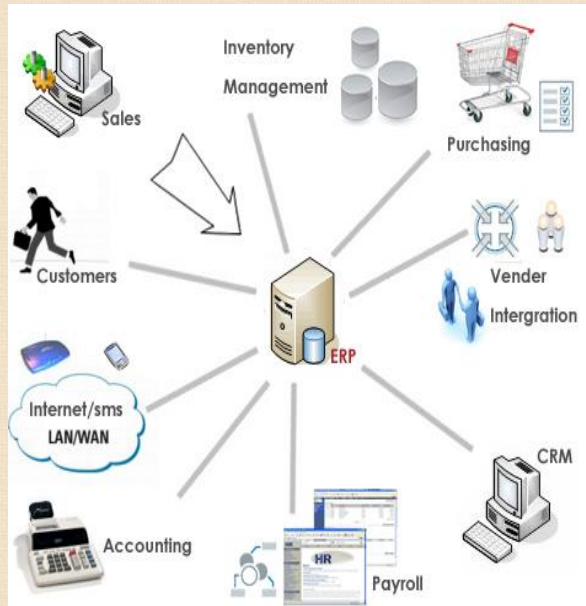 Inventory
Management
Sales
Purchasing
Customers
Vender
Intergration
ERP
Internet/sms
LAN/WAN
CRM
Accounting
HR
Payroll